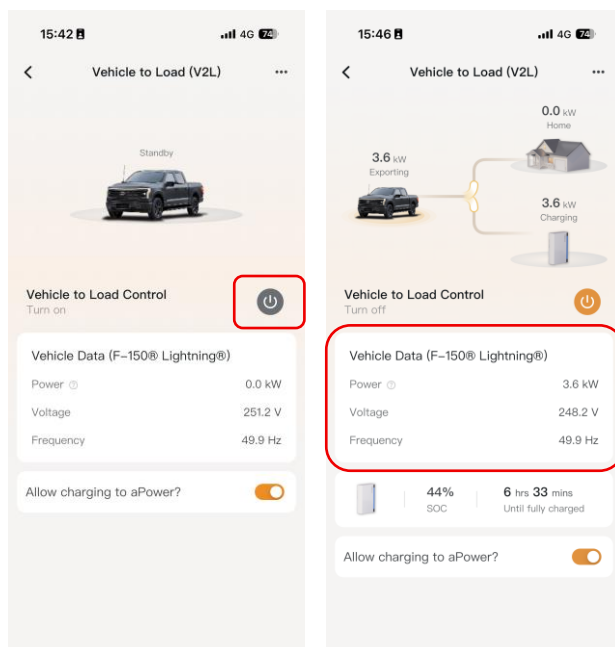 15:42
4G 74
Vehicle to Load (V2L)
Standby
Vehicle to Load Control
Turn on
Vehicle Data (F-150® Lightning®)
Power
0.0 kW
Voltage
251.2 V
Frequency
49.9 Hz
Allow charging to aPower?
15:46
4G 74
Vehicle to Load (V2L)
0.0 kW
Home
3.6 kW
Exporting
3.6 kW
Charging
Vehicle to Load Control
Turn off
Vehicle Data (F-150® Lightning®)
Power
3.6 kW
Voltage
248.2 V
Frequency
49.9 Hz
44%
SOC
6 hrs 33 mins
Until fully charged
Allow charging to aPower?